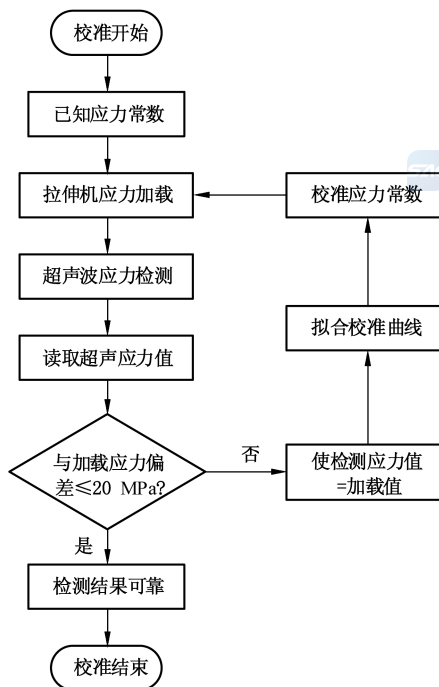 校准开始
已知应力常数
拉伸机应力加载
校准应力常数
超声波应力检测
拟合校准曲线
读取超声应力值
与加载应力偏
差≤20 MPa?
否
使检测应力值
=加载值
是
检测结果可靠
校准结束